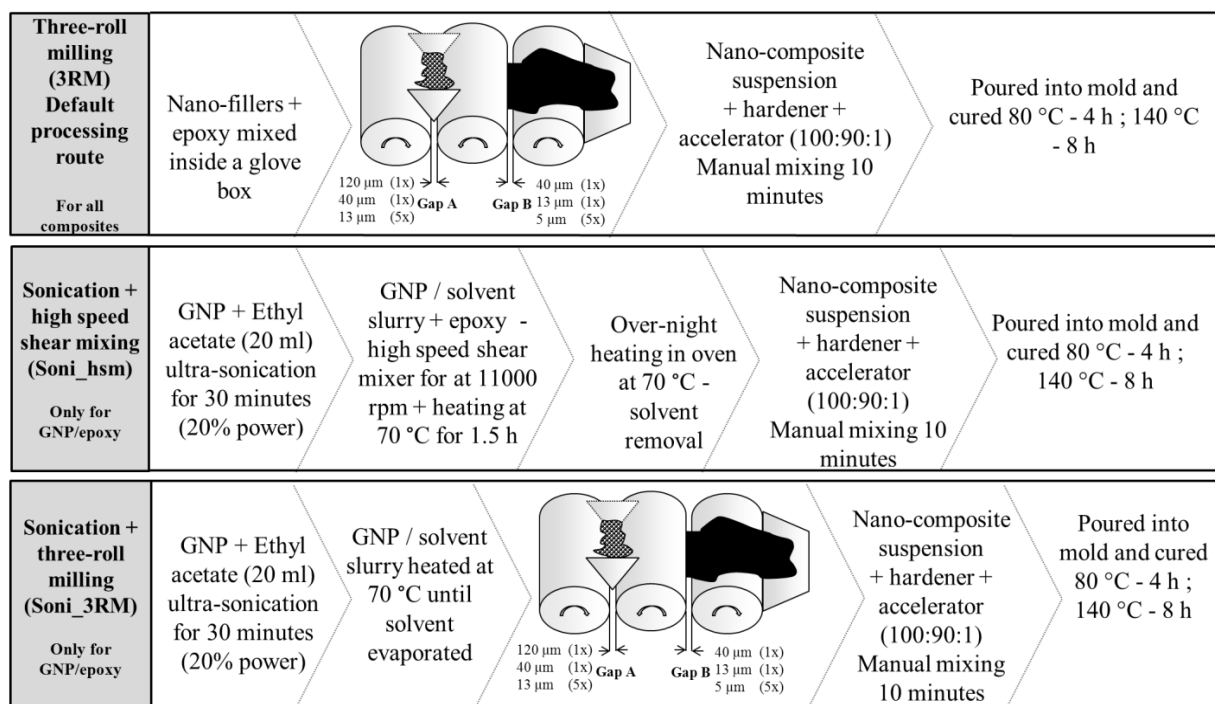 Three-roll
milling
(3RM)
Default
processing
route
For all
composites
Nano-fillers +
epoxy mixed
inside a glove
box
120 µm (1x)
40 µm (1x)
13 µm (5x)
Gap A
Gap B
40 µm (1x)
13 µm (1x)
5 µm (5x)
Nano-composite
suspension
+ hardener +
accelerator (100:90:1)
Manual mixing 10
minutes
Poured into mold and
cured 80 °C - 4 h ; 140 °C
- 8 h
Sonication +
high speed
shear mixing
(Soni_hsm)
Only for
GNP/epoxy
GNP + Ethyl
acetate (20 ml)
ultra-sonication
for 30 minutes
(20% power)
GNP / solvent
slurry + epoxy -
high speed shear
mixer for at 11000
rpm + heating at
70 °C for 1.5 h
Over-night
heating in oven
at 70 °C -
solvent
removal
Nano-composite
suspension
+ hardener +
accelerator
(100:90:1)
Manual mixing 10
minutes
Poured into mold and
cured 80 °C - 4 h ;
140 °C - 8 h
Sonication +
three-roll
milling
(Soni_3RM)
Only for
GNP/epoxy
GNP + Ethyl
acetate (20 ml)
ultra-sonication
for 30 minutes
(20% power)
GNP / solvent
slurry heated at
70 °C until
solvent
evaporated
120 µm (1x)
40 µm (1x)
13 µm (5x)
Gap A
Gap B
40 µm (1x)
13 µm (1x)
5 µm (5x)
Nano-composite
suspension
+ hardener +
accelerator
(100:90:1)
Manual mixing
10 minutes
Poured into
mold and cured
80 °C - 4 h ;
140 °C - 8 h